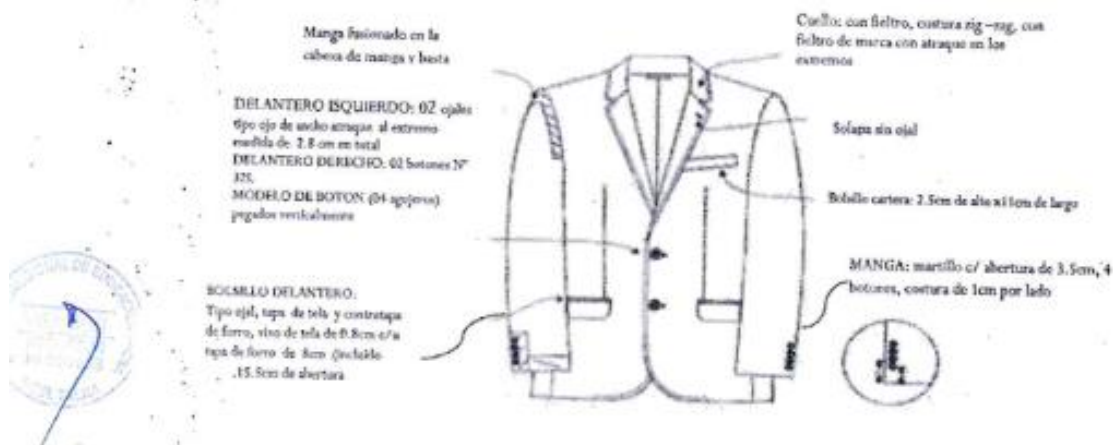 Manga fusionado en la
cabeza de manga y basta
DELANTERO ISQUIERDO: 02 ojales
tipo ojo de ancho atraque al extremo
medida de 2.8 cm en total
DELANTERO DERECHO: 02 botones N°
MODELO DE BOTON (04 agujeros)
pegados verticalmente
BOLSILLO DELANTERO.
Tipo ojal, tapa de tela y contratapa
de forro, vivo de tela de 0.8cm c/u
tapa de forro de 8cm (incluido
.15.5cm de abertura
Cuello: con fieltro, costura zig –zag, con
fieltro de marca con atraque en los
extremos
Solapa sin ojal
Bolsillo cartera: 2.5cm de alto x11cm de largo
MANGA: martillo c/ abertura de 3.5cm, 4
botones, costura de 1cm por lado